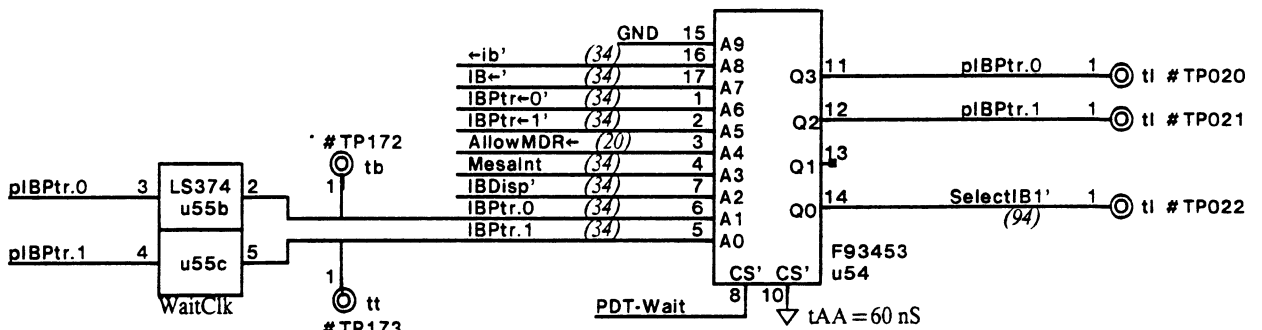 GND 15 A9
←ib' (34) 16 A8
IB←' (34) 17 A7
IBPtr←0' (34) 1 A6
IBPtr←1' (34) 2 A5
AllowMDR← (20) 3 A4
MesaInt (34) 4 A3
IBDisp' (34) 7 A2
IBPtr.0 (34) 6 A1
IBPtr.1 (34) 5 A0
Q3 11 pIBPtr.0 1 tl #TP020
Q2 12 pIBPtr.1 1 tl #TP021
Q1 13
Q0 14 SelectIB1' 1 tl #TP022
(94)
#TP172
tb
1
pIBPtr.0 3 LS374 2
u55b
pIBPtr.1 4 u55c 5
WaitClk
1
tt
#TP173
F93453
u54
CS' CS'
8 10
PDT-Wait
tAA = 60 nS